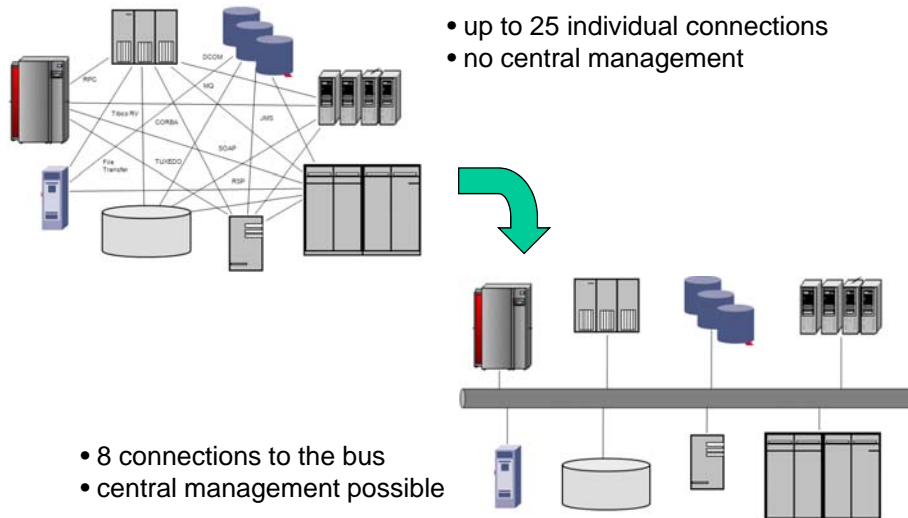 • up to 25 individual connections
• no central management
DCOM
RPC
MQ
Tibco RV
CORBA
JMS
SOAP
File
Transfer
TUXEDO
RSP
• 8 connections to the bus
• central management possible